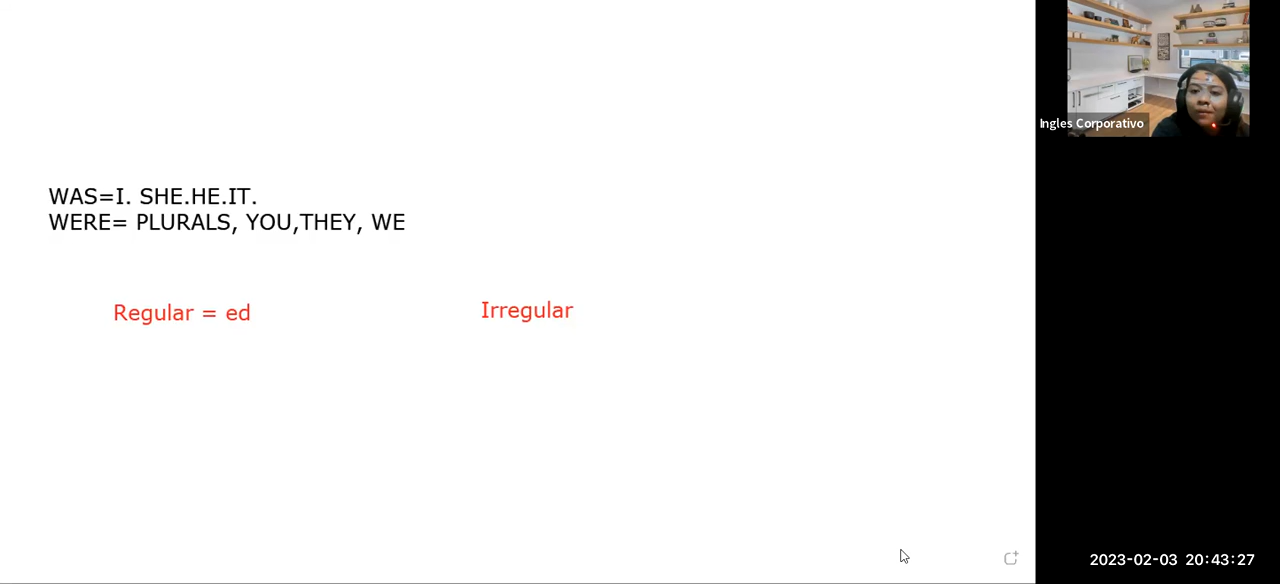 WAS=I. SHE.HE.IT.
WERE= PLURALS, YOU,THEY, WE
Regular = ed
Irregular
Ingles Corporativo
2023-02-03 20:43:27